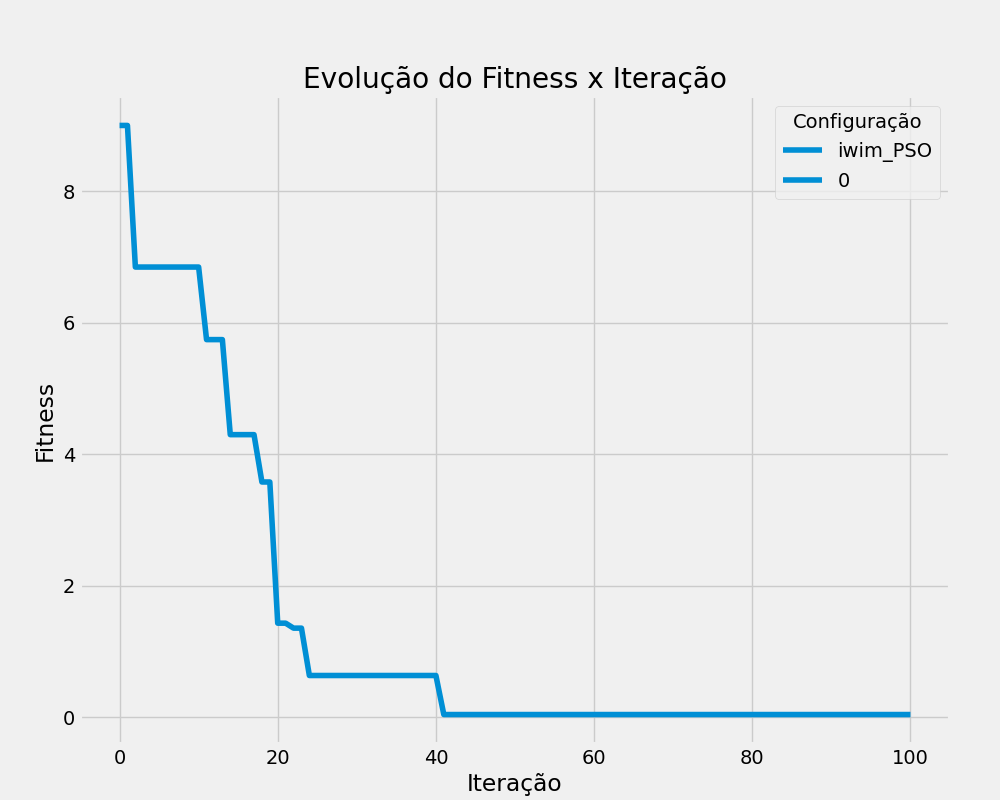 Evolução do Fitness x Iteração
Configuração
iwim_PSO
0
8
6
4
2
0
Fitness
0 20 40 60 80 100
Iteração